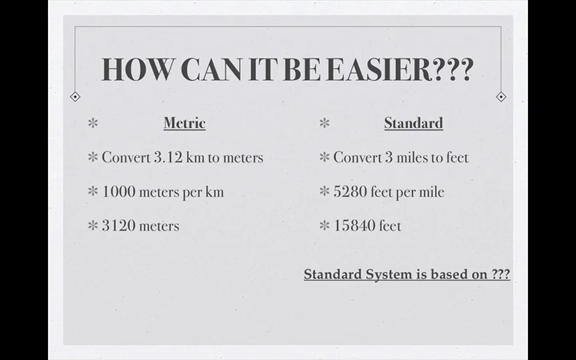 HOW CAN IT BE EASIER???
Metric
Convert 3.12 km to meters
1000 meters per km
3120 meters
Standard
Convert 3 miles to feet
5280 feet per mile
15840 feet
Standard System is based on ???